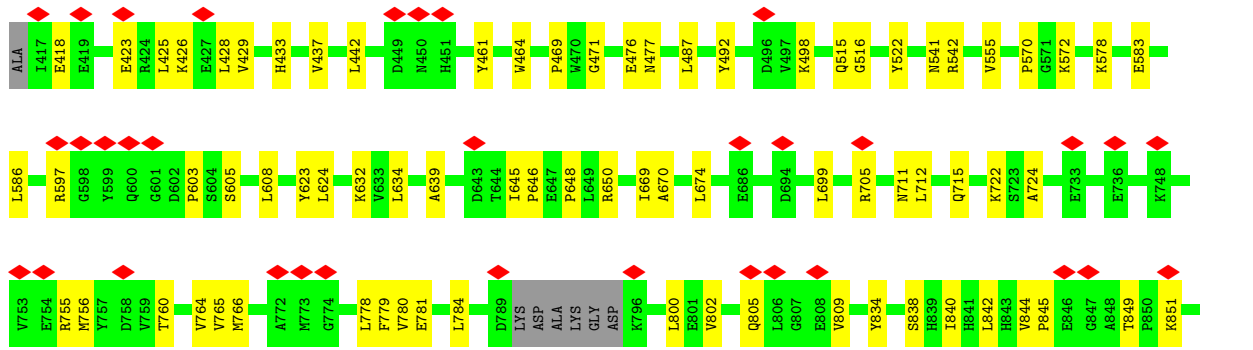 ALA I417 E418 E419 E423 R424 L425 K426 E427 L428 V429 H433 V437 L442 D449 N450 H451 Y461 W464 P469 W470 G471 E476 N477 L487 Y492 D496 V497 K498 Q515 G516 Y522 N541 R542 V555 P570 G571 K572 K578 E583
L586 R597 G598 Y599 Q600 G601 D602 P603 S604 S605 L608 Y623 L624 K632 V633 L634 A639 D643 T644 I645 P646 E647 P648 L649 R650 I669 A670 L674 E686 D694 L699 R705 N711 L712 Q715 K722 S723 A724 E733 E736 K748
V753 E754 R755 M756 Y757 D758 V759 T760 V764 V765 M766 A772 M773 G774 L778 F779 V780 E781 L784 D789 LYS ASP ALA LYS GLY ASP K796 L800 E801 V802 Q805 L806 G807 E808 V809 Y834 S838 H839 I840 H841 L842 H843 V844 P845 E846 G847 A848 T849 P850 K851